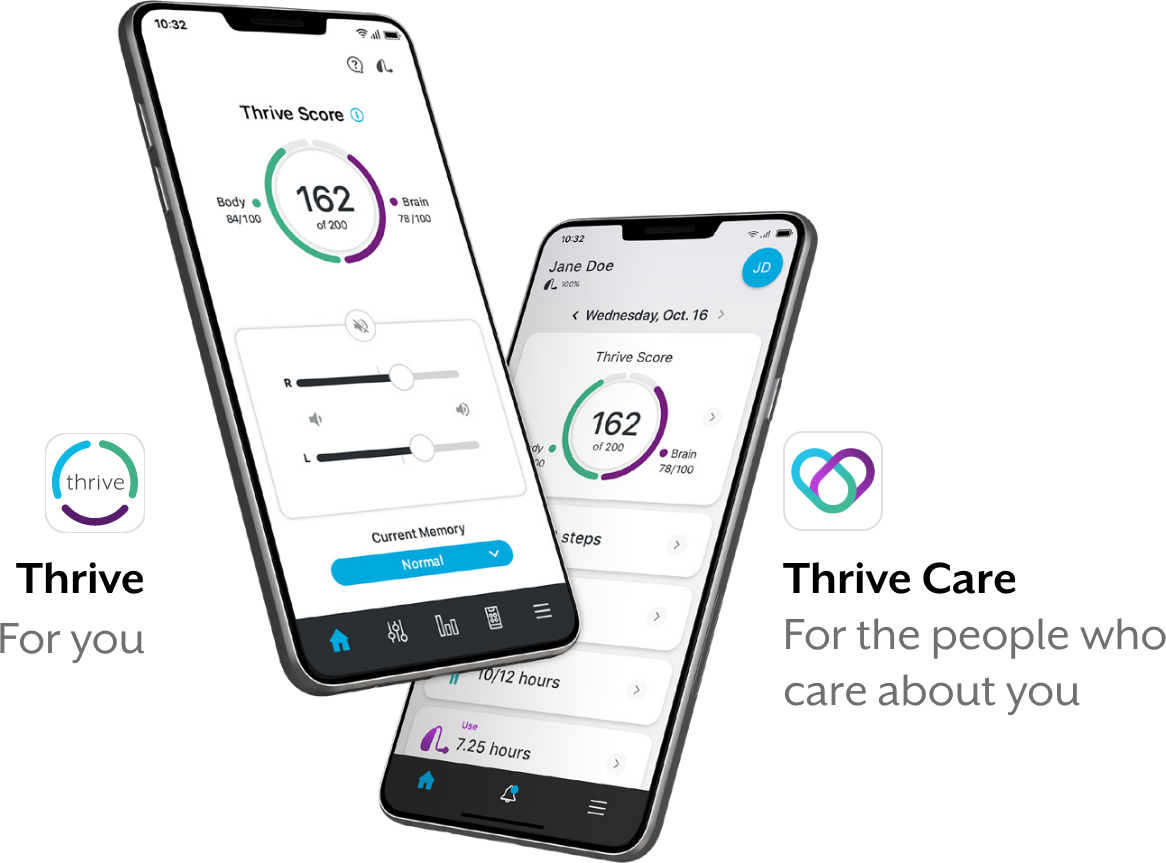 10:32
Thrive Score
162
of 200
Body
84/100
Brain
78/100
R
L
Current Memory
Normal
10:32
Jane Doe
100%
JD
Wednesday, Oct. 16
Thrive Score
162
of 200
dy
00
Brain
78/100
steps
10/12 hours
Use
7.25 hours
thrive
Thrive
For you
Thrive Care
For the people who
care about you